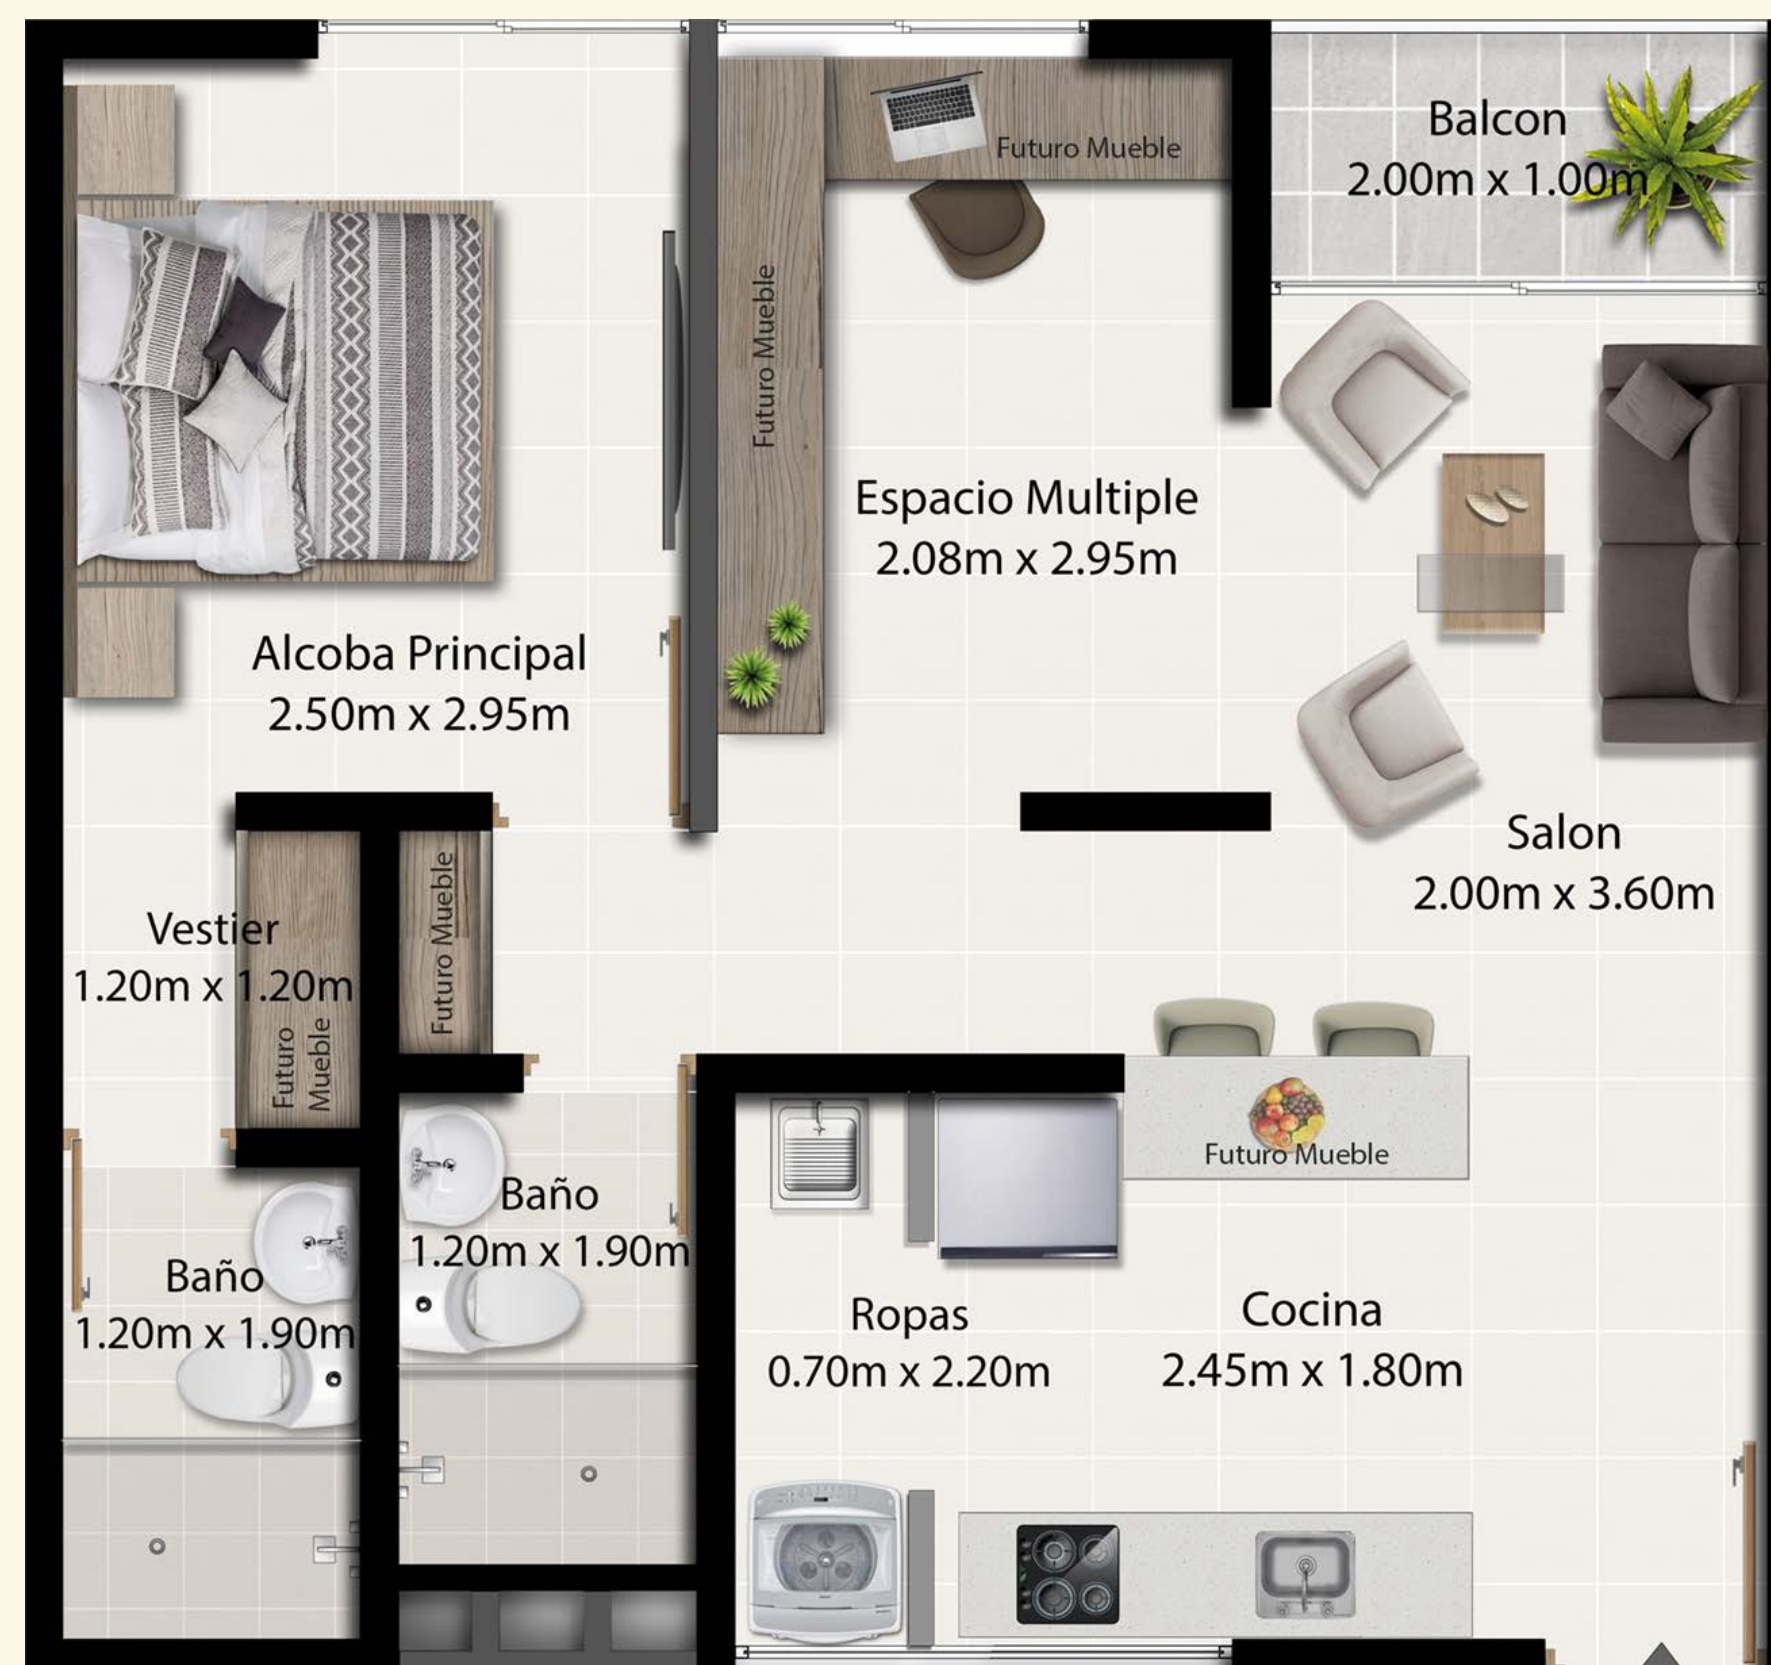 Balcon
2.00m x 1.00m
Futuro Mueble
Futuro Mueble
Espacio Multiple
2.08m x 2.95m
Alcoba Principal
2.50m x 2.95m
Salon
2.00m x 3.60m
Vestier
1.20m x 1.20m
Futuro
Mueble
Futuro Mueble
Futuro Mueble
Baño
1.20m x 1.90m
Baño
1.20m x 1.90m
Ropas
0.70m x 2.20m
Cocina
2.45m x 1.80m